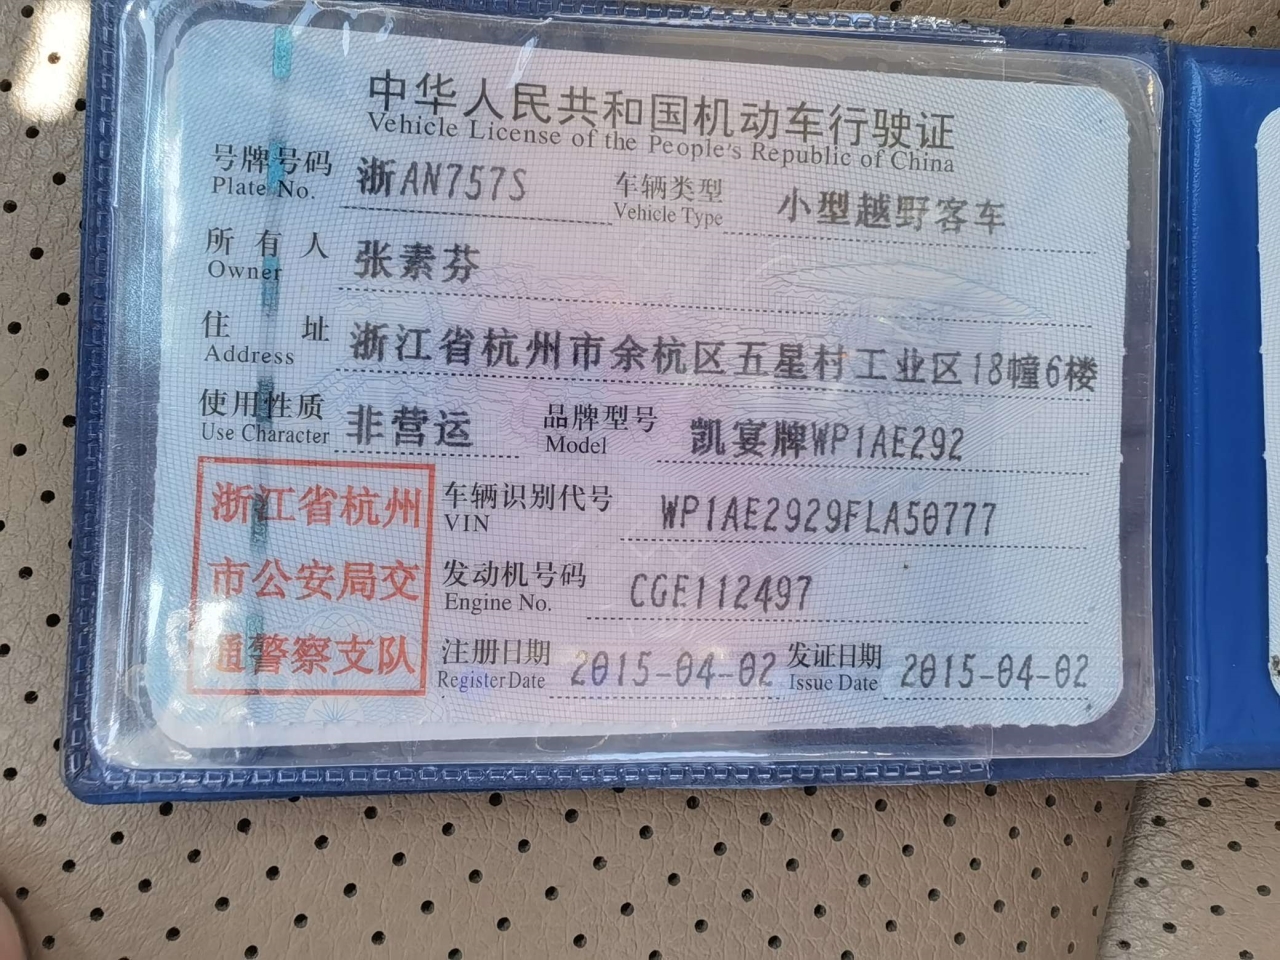 中华人民共和国机动车行驶证
Vehicle License of the People's Republic of China
号牌号码 浙AN757S 车辆类型 小型越野客车
Plate No. Vehicle Type
所有人 张素芬
Owner
住址 浙江省杭州市余杭区五星村工业区18幢6楼
Address
使用性质 非营运 品牌型号 凯宴牌WP1AE292
Use Character Model
浙江省杭州
市公安局交
通警察支队
车辆识别代号 WP1AE2929FLA50777
VIN
发动机号码 CGE112497
Engine No.
注册日期 2015-04-02 发证日期 2015-04-02
Register Date Issue Date